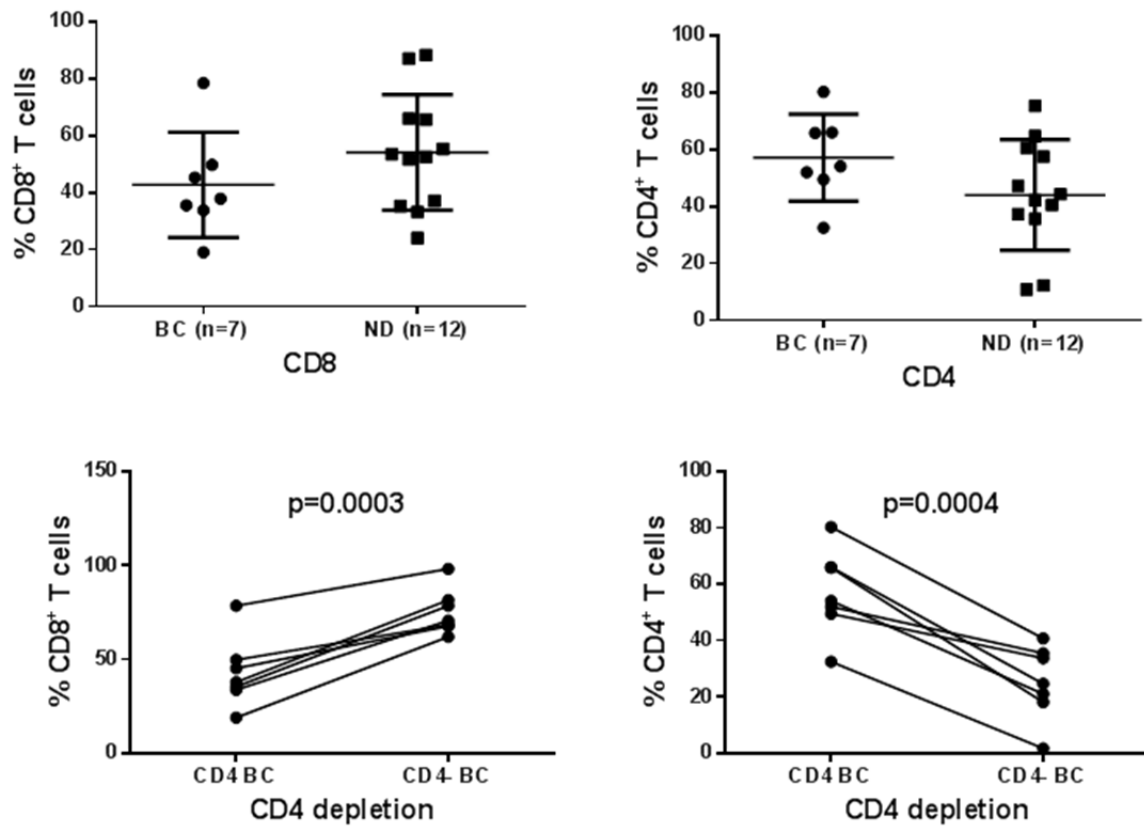 % CD8⁺ T cells
100
80
60
40
20
0
BC (n=7) ND (n=12)
CD8
% CD4⁺ T cells
100
80
60
40
20
0
BC (n=7) ND (n=12)
CD4
% CD8⁺ T cells
150
100
50
0
p=0.0003
CD4 BC CD4- BC
CD4 depletion
% CD4⁺ T cells
100
80
60
40
20
0
p=0.0004
CD4 BC CD4- BC
CD4 depletion